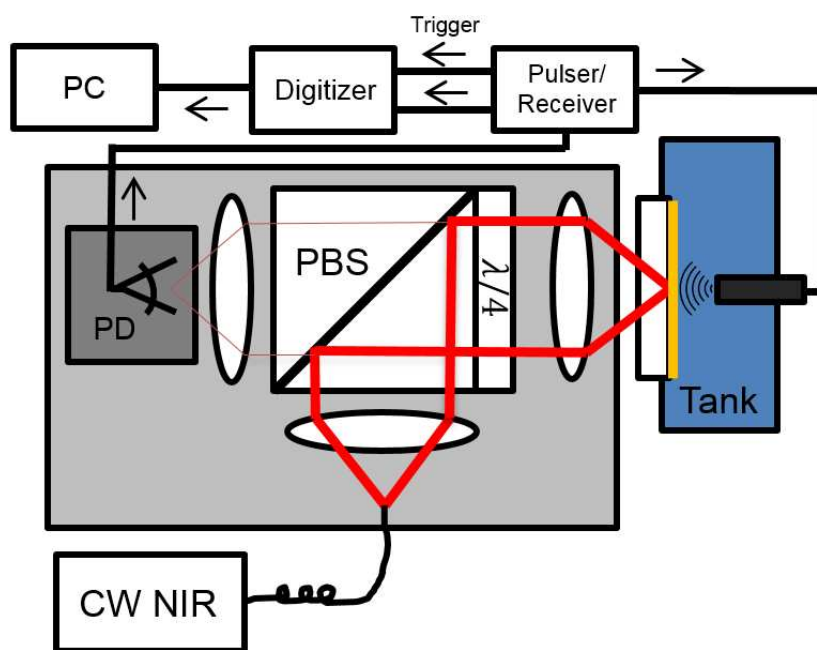 Trigger
PC
Digitizer
Pulser/
Receiver
PBS
λ/4
PD
Tank
CW NIR